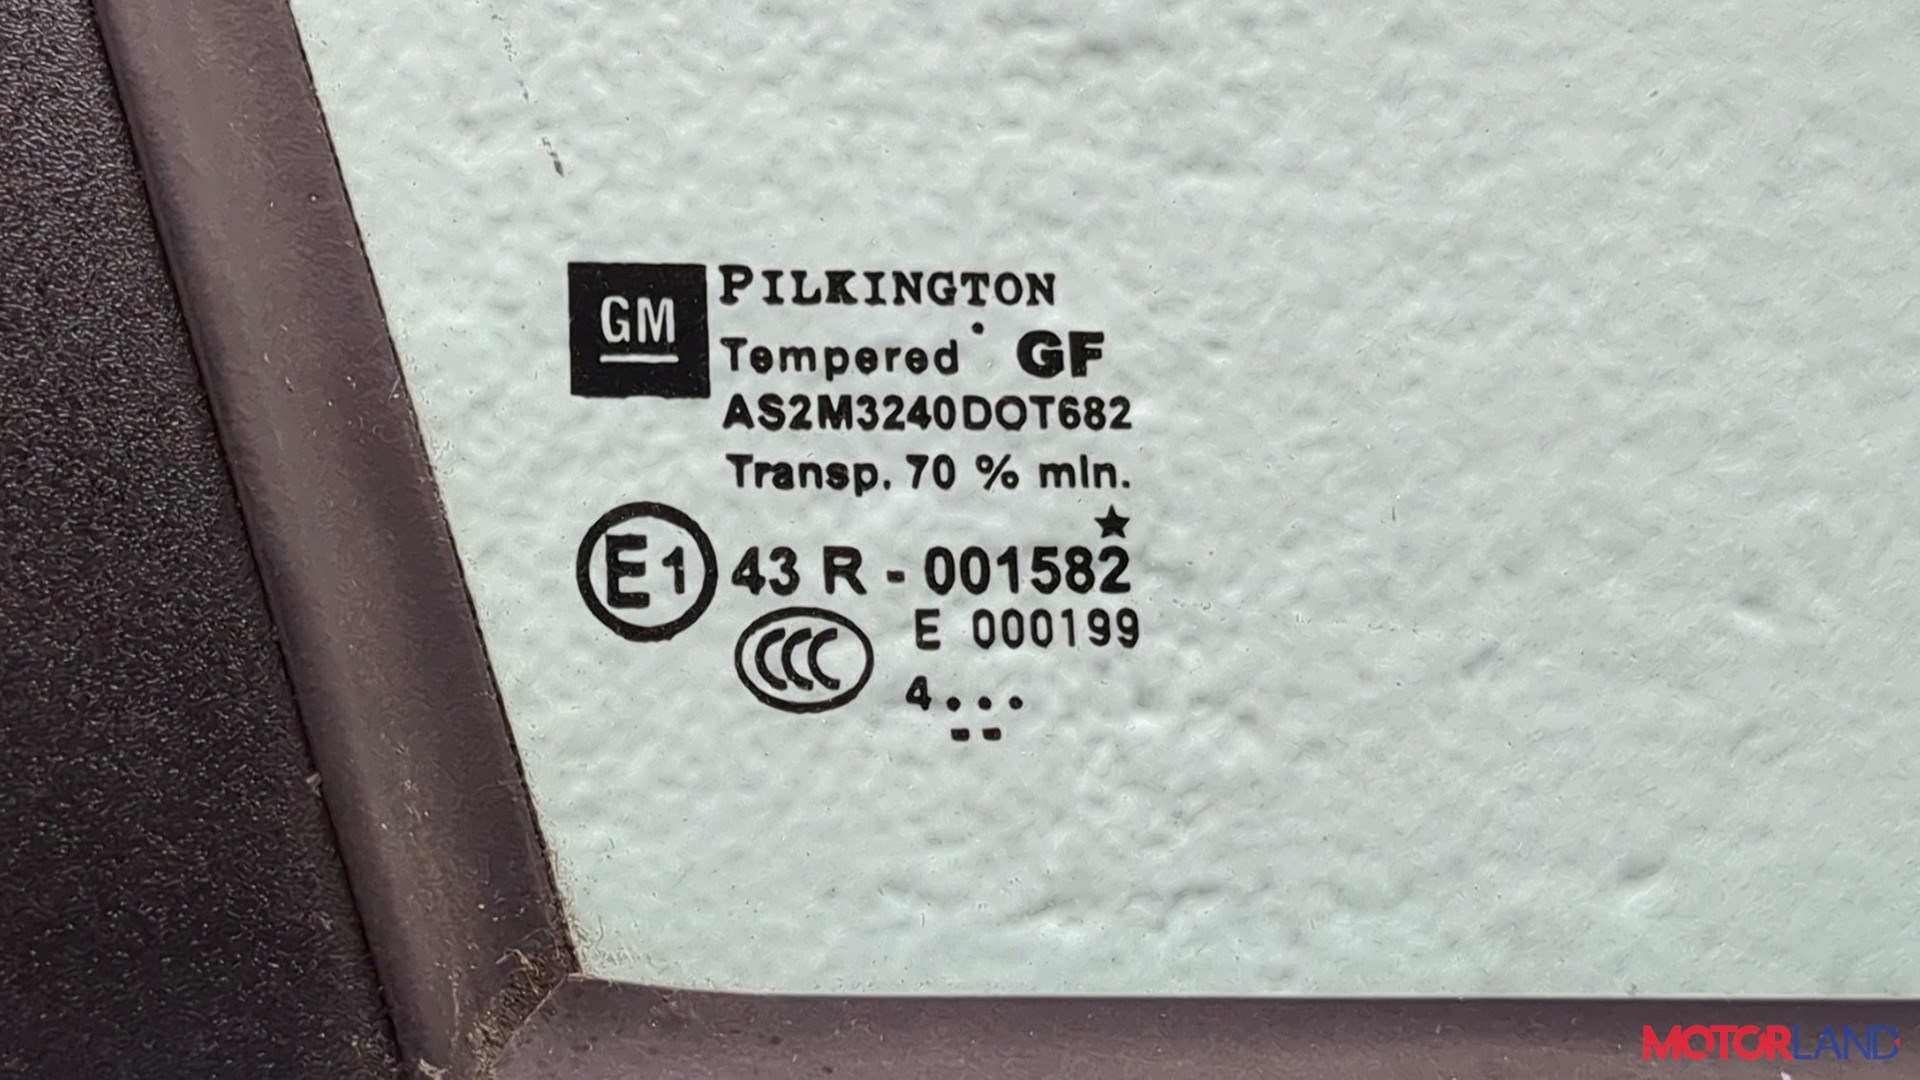 GM
PILKINGTON
Tempered GF
AS2M3240DOT682
Transp. 70 % min.
E1 43 R - 001582
CCC E 000199
4...
MOTORLAND